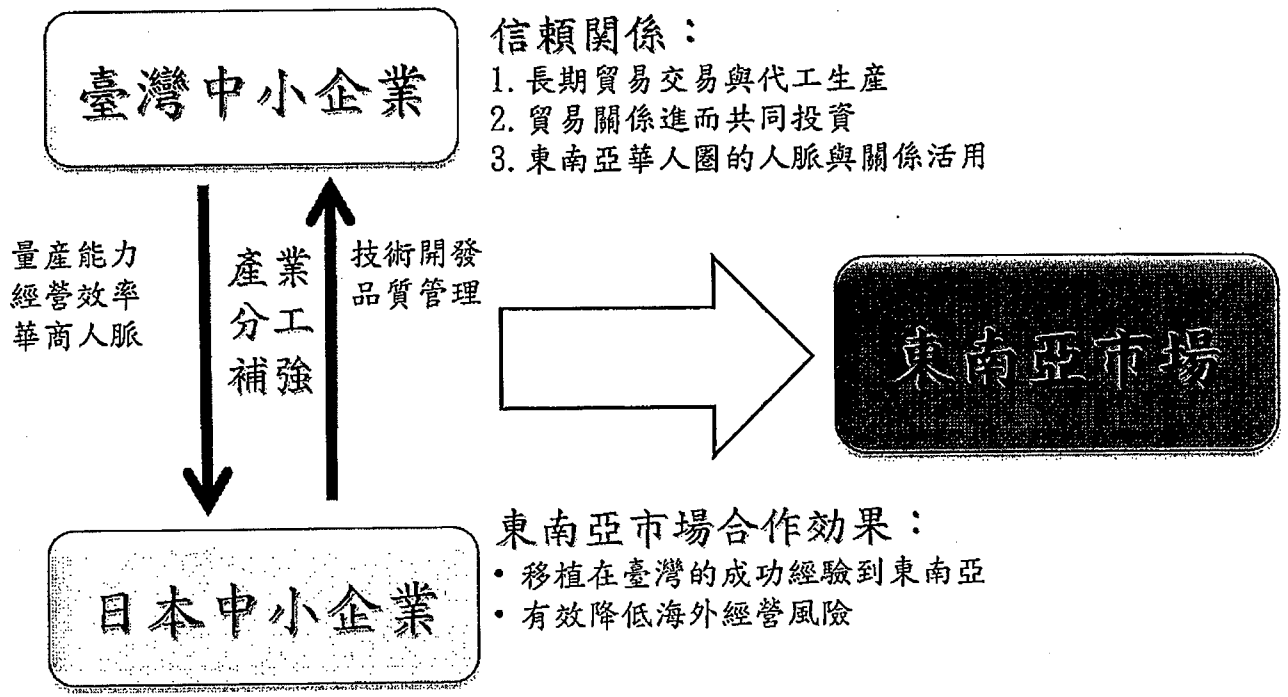 臺灣中小企業
信賴關係：
1. 長期貿易交易與代工生產
2. 貿易關係進而共同投資
3. 東南亞華人圈的人脈與關係活用
量產能力
經營效率
華商人脈
產業
分工
補強
技術開發
品質管理
東南亞市場
日本中小企業
東南亞市場合作効果：
• 移植在臺灣的成功經驗到東南亞
• 有效降低海外經營風險